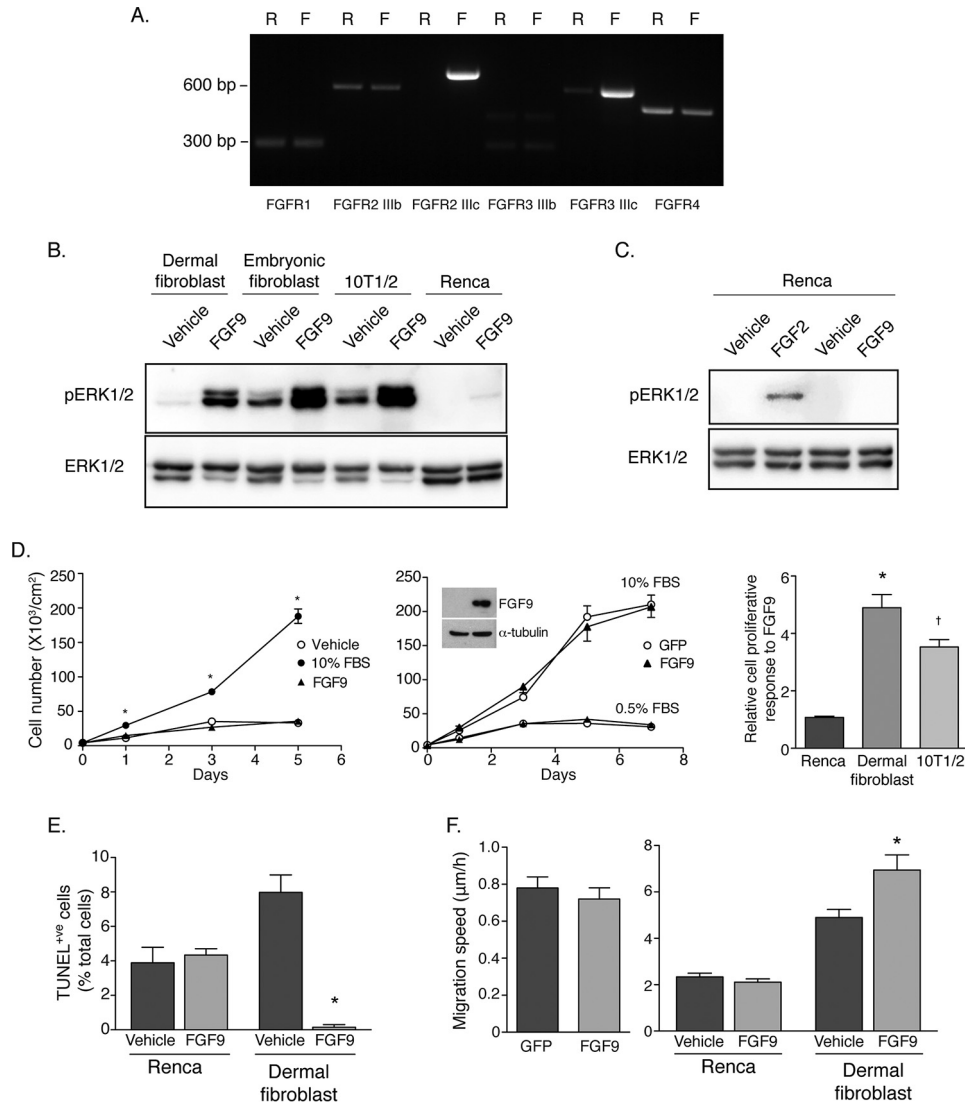 A.
R F R F R F R F R F R F
600 bp –
300 bp –
FGFR1 FGFR2 IIIb FGFR2 IIIc FGFR3 IIIb FGFR3 IIIc FGFR4
B.
Dermal fibroblast
Embryonic fibroblast
10T1/2
Renca
Vehicle FGF9 Vehicle FGF9 Vehicle FGF9 Vehicle FGF9
pERK1/2
ERK1/2
C.
Renca
Vehicle FGF2 Vehicle FGF9
pERK1/2
ERK1/2
D.
Cell number (X10³/cm²)
250
200
150
100
50
0
0 1 2 3 4 5 6
Days
* * *
Vehicle
10% FBS
FGF9
250
200
150
100
50
0
0 2 4 6 8
Days
FGF9
α-tubulin
10% FBS
GFP
FGF9
0.5% FBS
Relative cell proliferative
response to FGF9
6
4
2
0
* †
Renca Dermal fibroblast 10T1/2
E.
TUNEL⁺ᵛᵉ cells
(% total cells)
10
8
6
4
2
0
*
Vehicle FGF9 Vehicle FGF9
Renca Dermal fibroblast
F.
Migration speed (µm/h)
1.0
0.8
0.6
0.4
0.2
0
GFP FGF9
8
6
4
2
0
*
Vehicle FGF9 Vehicle FGF9
Renca Dermal fibroblast